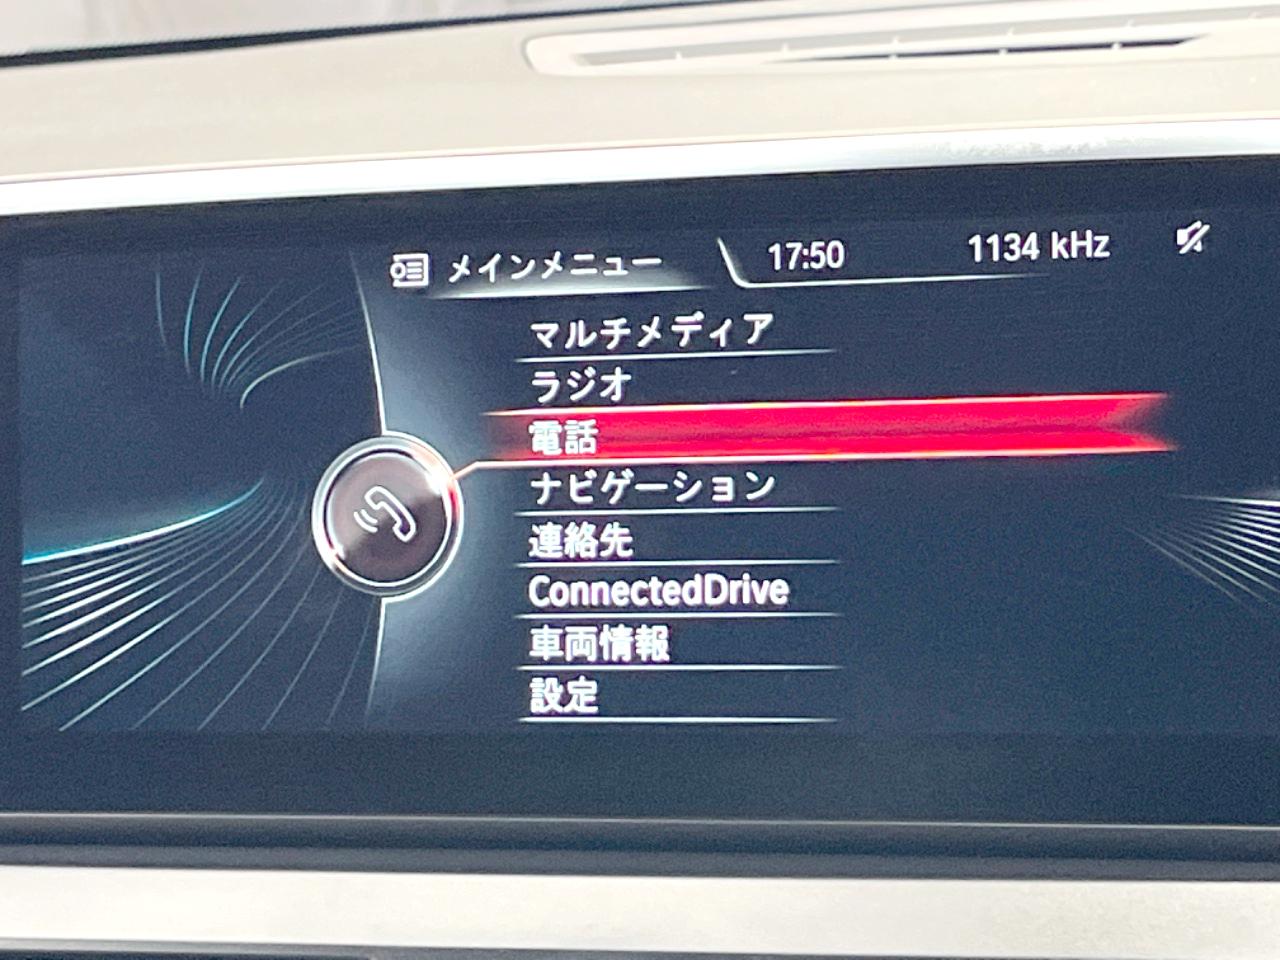 メインメニュー 17:50 1134 kHz
マルチメディア
ラジオ
電話
ナビゲーション
連絡先
ConnectedDrive
車両情報
設定